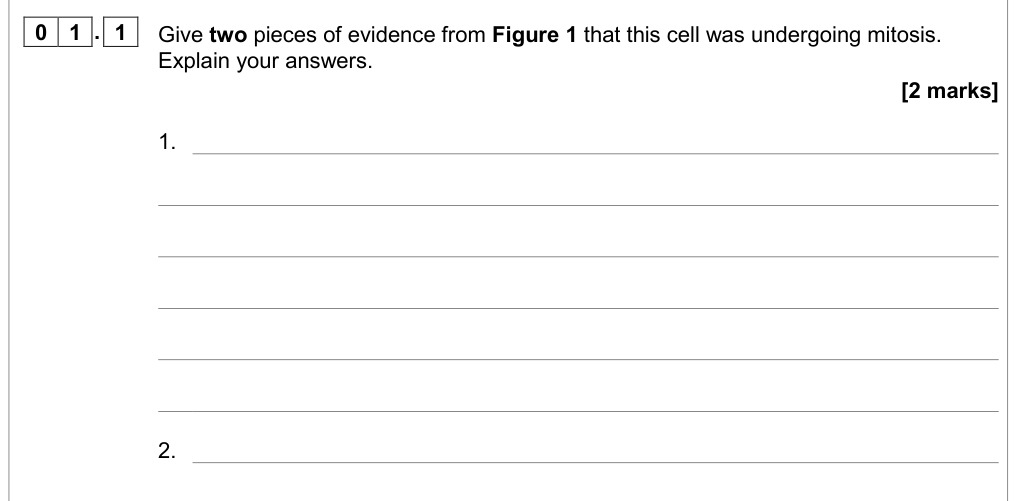 0 1 . 1 Give two pieces of evidence from Figure 1 that this cell was undergoing mitosis.
Explain your answers.
[2 marks]
1.
2.